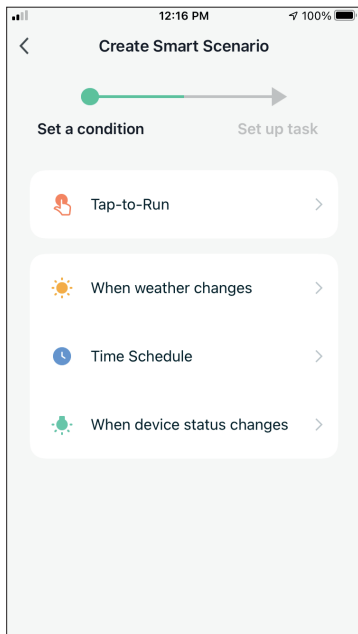 12:16 PM
100%
Create Smart Scenario
Set a condition
Set up task
Tap-to-Run
When weather changes
Time Schedule
When device status changes